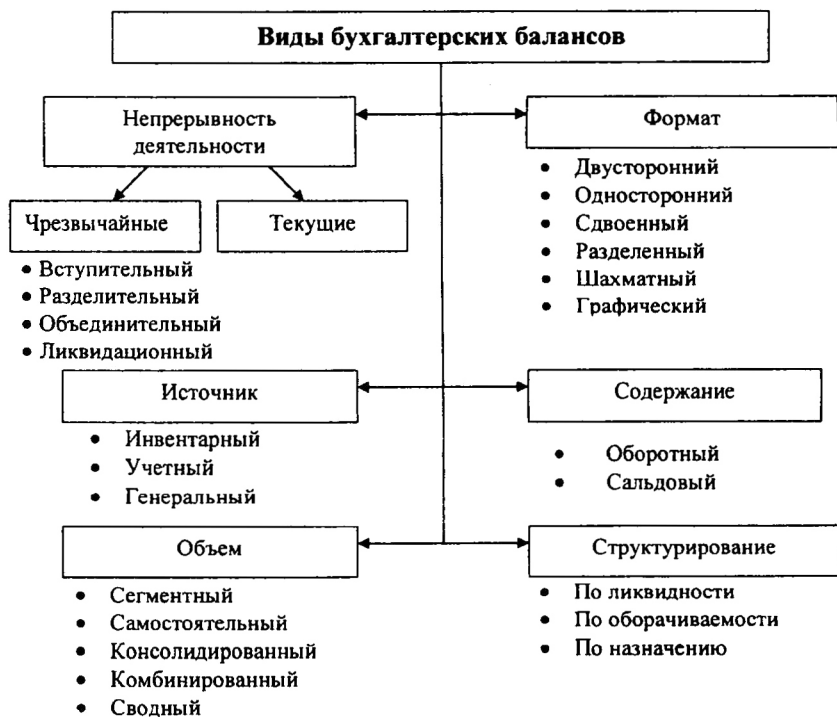 Виды бухгалтерских балансов
Непрерывность
деятельности
Чрезвычайные
Текущие
• Вступительный
• Разделительный
• Объединительный
• Ликвидационный
Формат
• Двусторонний
• Односторонний
• Сдвоенный
• Разделенный
• Шахматный
• Графический
Источник
• Инвентарный
• Учетный
• Генеральный
Содержание
• Оборотный
• Сальдовый
Объем
• Сегментный
• Самостоятельный
• Консолидированный
• Комбинированный
• Сводный
Структурирование
• По ликвидности
• По оборачиваемости
• По назначению